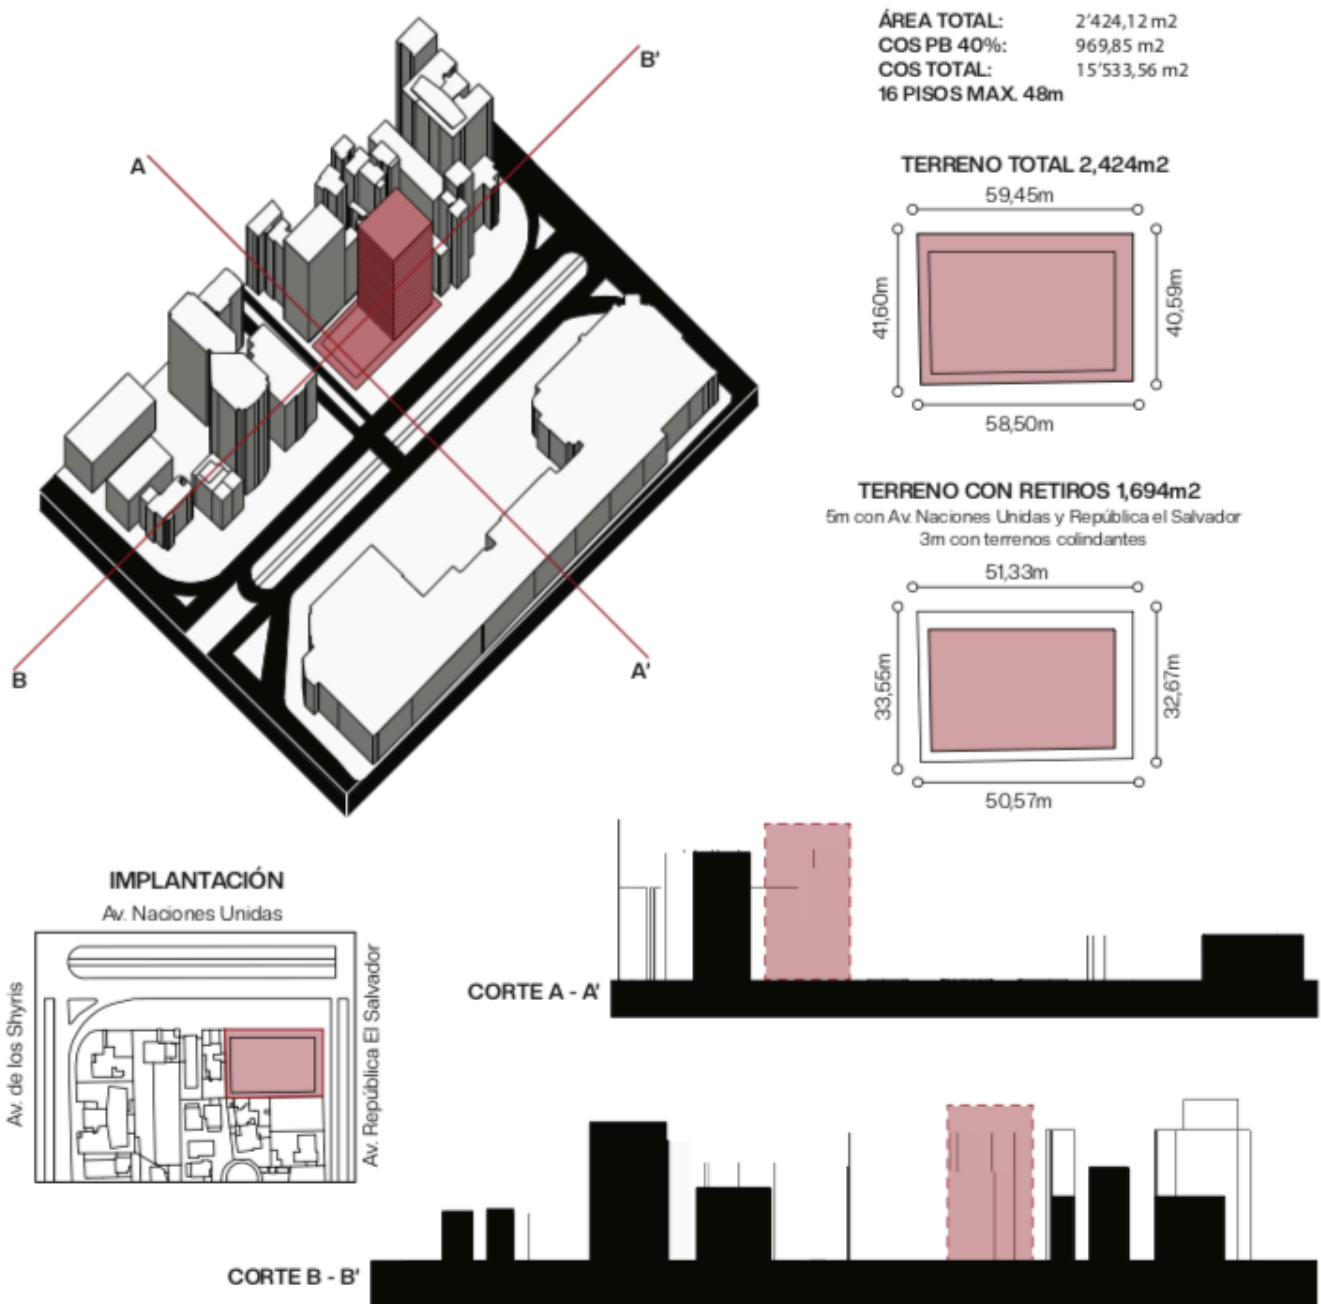 ÁREA TOTAL: 2'424,12 m2
COS PB 40%: 969,85 m2
COS TOTAL: 15'533,56 m2
16 PISOS MAX. 48m
B'
A
TERRENO TOTAL 2,424m2
59,45m
41,60m
40,59m
58,50m
TERRENO CON RETIROS 1,694m2
5m con Av. Naciones Unidas y República el Salvador
3m con terrenos colindantes
51,33m
33,55m
32,67m
50,57m
A'
B
IMPLANTACIÓN
Av. Naciones Unidas
Av. de los Shyris
Av. República El Salvador
CORTE A - A'
CORTE B - B'